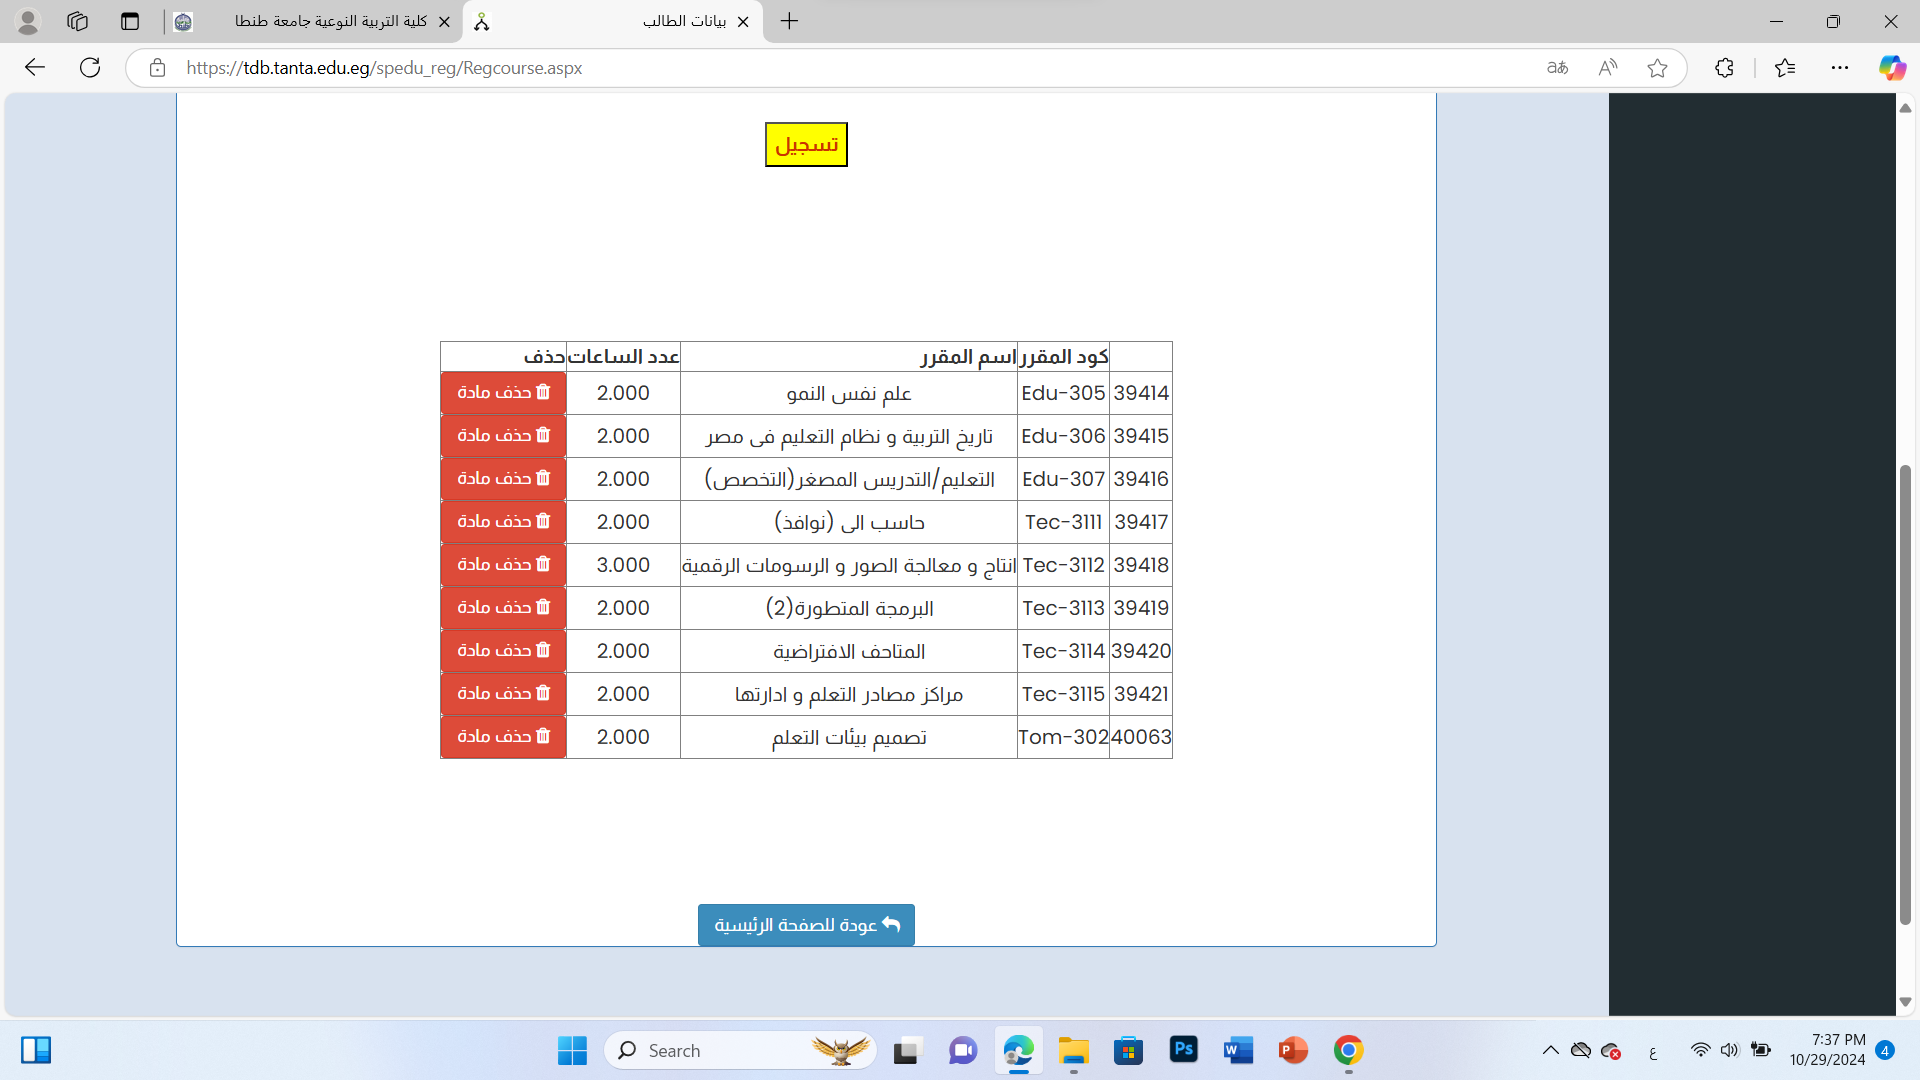 كلية التربية النوعية جامعة طنطا
بيانات الطالب
https://tdb.tanta.edu.eg/spedu_reg/Regcourse.aspx
تسجيل
كود المقرر اسم المقرر عدد الساعات حذف
39414 Edu-305 علم نفس النمو 2.000 حذف مادة
39415 Edu-306 تاريخ التربية و نظام التعليم فى مصر 2.000 حذف مادة
39416 Edu-307 التعليم/التدريس المصغر(التخصص) 2.000 حذف مادة
39417 Tec-3111 حاسب الى (نوافذ) 2.000 حذف مادة
39418 Tec-3112 انتاج و معالجة الصور و الرسومات الرقمية 3.000 حذف مادة
39419 Tec-3113 البرمجة المتطورة(2) 2.000 حذف مادة
39420 Tec-3114 المتاحف الافتراضية 2.000 حذف مادة
39421 Tec-3115 مراكز مصادر التعلم و ادارتها 2.000 حذف مادة
40063 Tom-302 تصميم بيئات التعلم 2.000 حذف مادة
عودة للصفحة الرئيسية
Search
Ps
W
P
ع
7:37 PM
10/29/2024
4